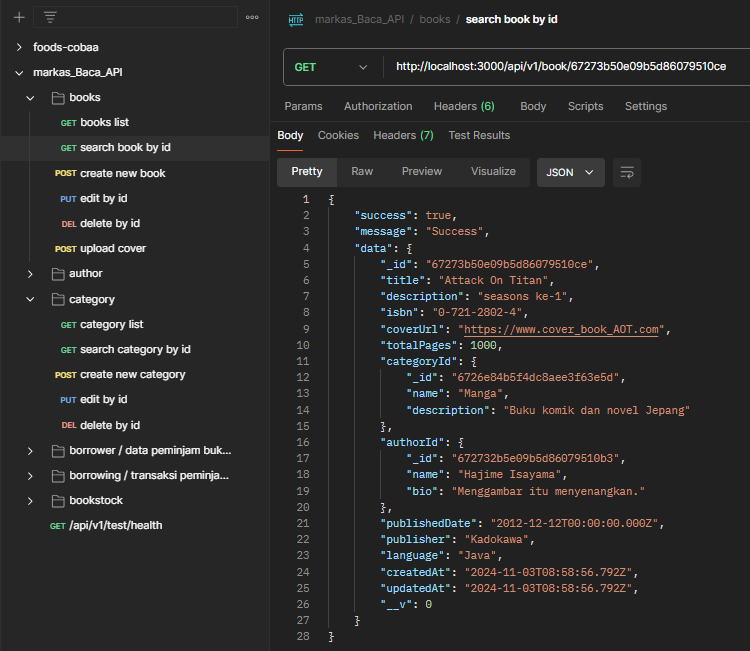 foods-cobaa
markas_Baca_API
books
GET books list
GET search book by id
POST create new book
PUT edit by id
DEL delete by id
POST upload cover
author
category
GET category list
GET search category by id
POST create new category
PUT edit by id
DEL delete by id
borrower / data peminjam buk...
borrowing / transaksi peminja...
bookstock
GET /api/v1/test/health
HTTP markas_Baca_API / books / search book by id
GET http://localhost:3000/api/v1/book/67273b50e09b5d86079510ce
Params Authorization Headers (6) Body Scripts Settings
Body Cookies Headers (7) Test Results
Pretty Raw Preview Visualize JSON
1 {
2 "success": true,
3 "message": "Success",
4 "data": {
5 "_id": "67273b50e09b5d86079510ce",
6 "title": "Attack On Titan",
7 "description": "seasons ke-1",
8 "isbn": "0-721-2802-4",
9 "coverUrl": "https://www.cover_book_AOT.com",
10 "totalPages": 1000,
11 "categoryId": {
12 "_id": "6726e84b5f4dc8aee3f63e5d",
13 "name": "Manga",
14 "description": "Buku komik dan novel Jepang"
15 },
16 "authorId": {
17 "_id": "672732b5e09b5d86079510b3",
18 "name": "Hajime Isayama",
19 "bio": "Menggambar itu menyenangkan."
20 },
21 "publishedDate": "2012-12-12T00:00:00.000Z",
22 "publisher": "Kadokawa",
23 "language": "Java",
24 "createdAt": "2024-11-03T08:58:56.792Z",
25 "updatedAt": "2024-11-03T08:58:56.792Z",
26 "__v": 0
27 }
28 }